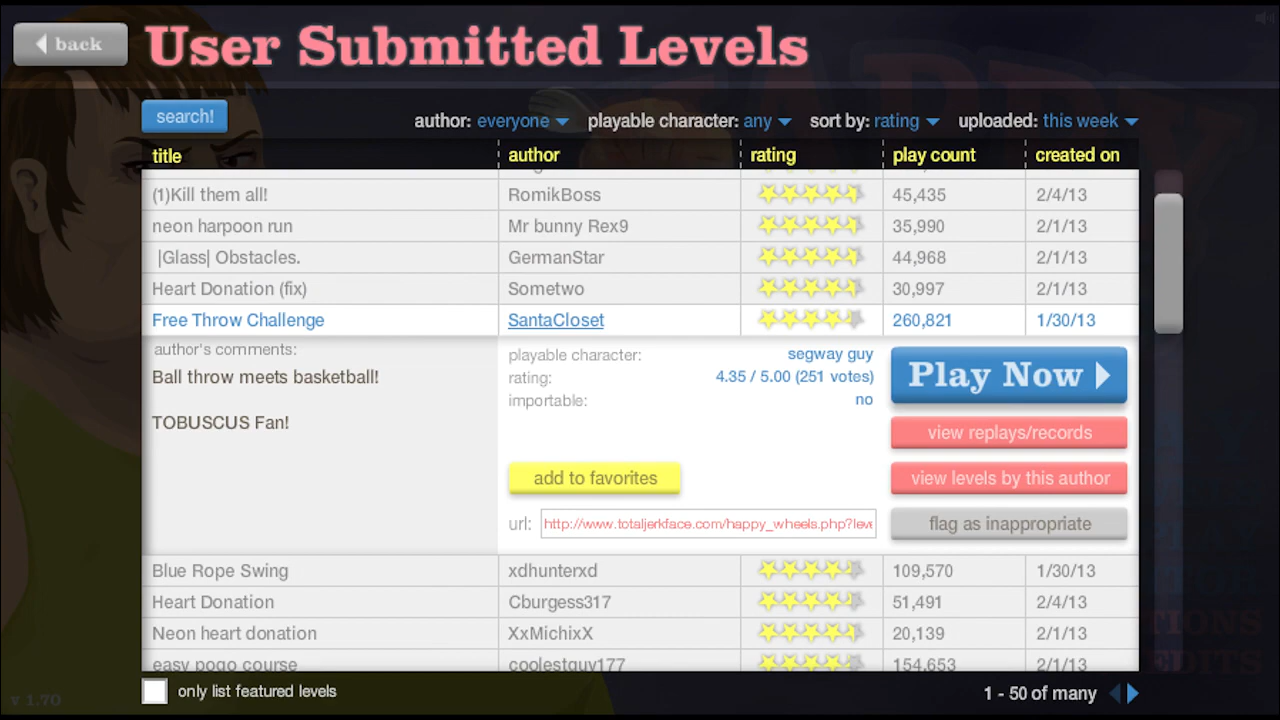 back
User Submitted Levels
search!
author: everyone playable character: any sort by: rating uploaded: this week
title author rating play count created on
(1)Kill them all! RomikBoss 45,435 2/4/13
neon harpoon run Mr bunny Rex9 35,990 2/1/13
|Glass| Obstacles. GermanStar 44,968 2/1/13
Heart Donation (fix) Sometwo 30,997 2/1/13
Free Throw Challenge SantaCloset 260,821 1/30/13
author's comments:
Ball throw meets basketball!
TOBUSCUS Fan!
playable character: segway guy
rating: 4.35 / 5.00 (251 votes)
importable: no
add to favorites
url: http://www.totaljerkface.com/happy_wheels.php?leve
Play Now
view replays/records
view levels by this author
flag as inappropriate
Blue Rope Swing xdhunterxd 109,570 1/30/13
Heart Donation Cburgess317 51,491 2/4/13
Neon heart donation XxMichixX 20,139 2/1/13
easy pogo course coolestguy177 154,653 2/1/13
only list featured levels
1 - 50 of many
v 1.70